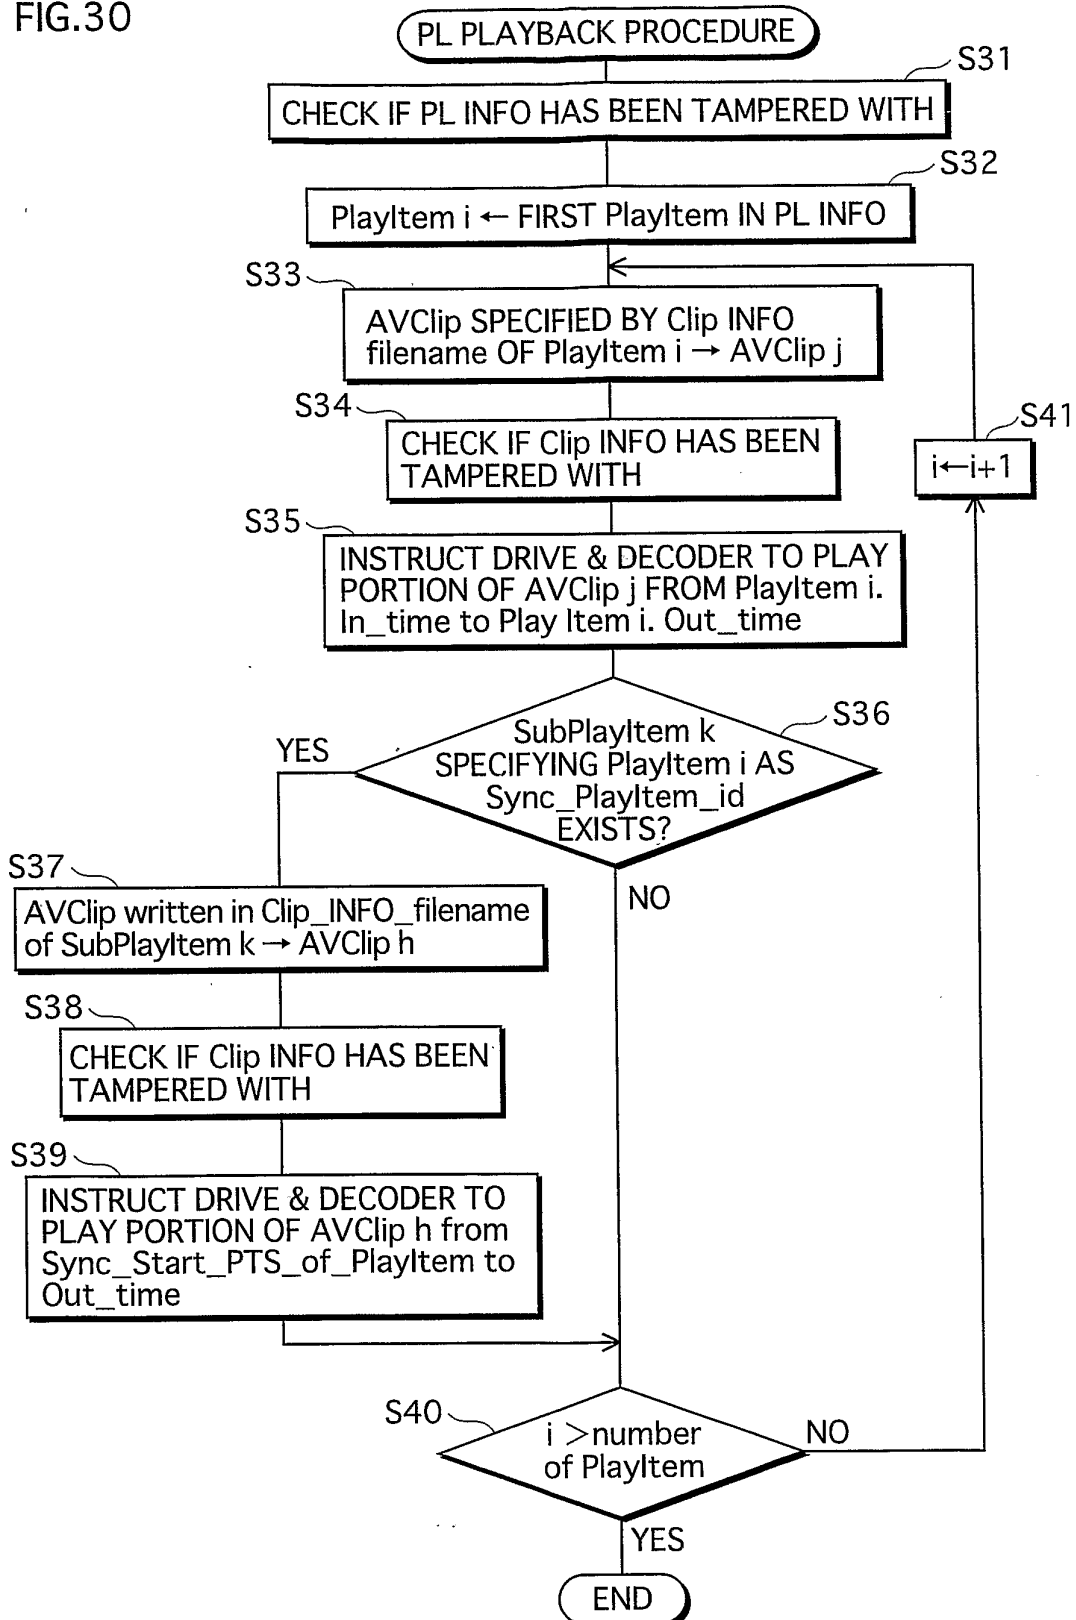 FIG.30
PL PLAYBACK PROCEDURE
S31
CHECK IF PL INFO HAS BEEN TAMPERED WITH
S32
PlayItem i ← FIRST PlayItem IN PL INFO
S33
AVClip SPECIFIED BY Clip INFO
filename OF PlayItem i → AVClip j
S34
CHECK IF Clip INFO HAS BEEN
TAMPERED WITH
S41
i←i+1
S35
INSTRUCT DRIVE & DECODER TO PLAY
PORTION OF AVClip j FROM PlayItem i.
In_time to Play Item i. Out_time
S36
SubPlayItem k
SPECIFYING PlayItem i AS
Sync_PlayItem_id
EXISTS?
YES
NO
S37
AVClip written in Clip_INFO_filename
of SubPlayItem k → AVClip h
S38
CHECK IF Clip INFO HAS BEEN
TAMPERED WITH
S39
INSTRUCT DRIVE & DECODER TO
PLAY PORTION OF AVClip h from
Sync_Start_PTS_of_PlayItem to
Out_time
S40
i >number
of PlayItem
NO
YES
END